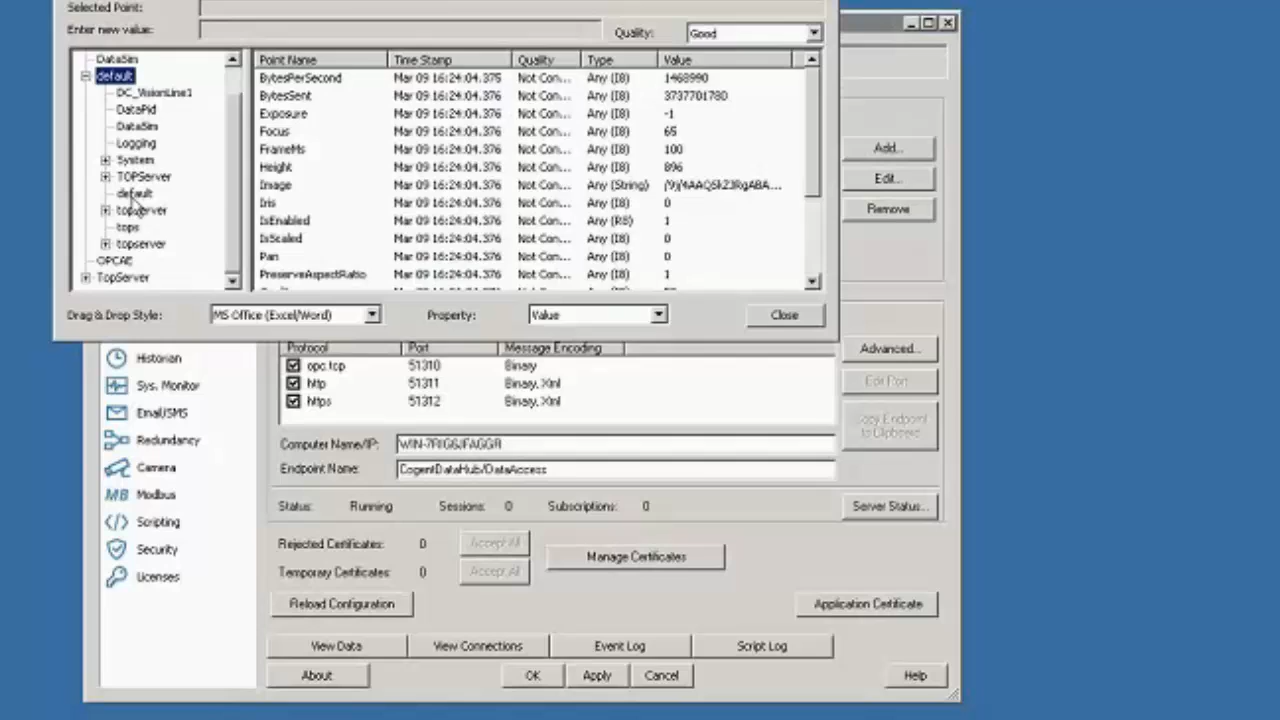 Selected Point:
Enter new value:
Quality: Good
DataSim
default
DC_VisionLine1
DataPid
DataSim
Logging
System
TOPServer
default
topserver
tops
topserver
OPCAE
TopServer
Point Name Time Stamp Quality Type Value
BytesPerSecond Mar 09 16:24:04.375 Not Con... Any (I8) 1468990
BytesSent Mar 09 16:24:04.376 Not Con... Any (I8) 3737701780
Exposure Mar 09 16:24:04.376 Not Con... Any (I8) -1
Focus Mar 09 16:24:04.376 Not Con... Any (I8) 65
FrameMs Mar 09 16:24:04.376 Not Con... Any (I8) 100
Height Mar 09 16:24:04.376 Not Con... Any (I8) 896
Image Mar 09 16:24:04.376 Not Con... Any (String) /9j/4AAQSkZJRgABA...
Iris Mar 09 16:24:04.376 Not Con... Any (I8) 0
IsEnabled Mar 09 16:24:04.376 Not Con... Any (R8) 1
IsScaled Mar 09 16:24:04.376 Not Con... Any (I8) 0
Pan Mar 09 16:24:04.376 Not Con... Any (I8) 0
PreserveAspectRatio Mar 09 16:24:04.376 Not Con... Any (I8) 1
Drag & Drop Style: MS Office (Excel/Word) Property: Value Close
Add...
Edit...
Remove
Historian
Sys. Monitor
Email/SMS
Redundancy
Camera
MB Modbus
Scripting
Security
Licenses
Protocol Port Message Encoding
opc.tcp 51310 Binary
http 51311 Binary, Xml
https 51312 Binary, Xml
Advanced...
Edit Port
Copy Endpoint
to Clipboard
Computer Name/IP:
Endpoint Name: CogentDataHub/DataAccess
Status: Running Sessions: 0 Subscriptions: 0 Server Status...
Rejected Certificates: 0 Accept All
Manage Certificates
Temporary Certificates: 0 Accept All
Reload Configuration Application Certificate
View Data View Connections Event Log Script Log
About OK Apply Cancel Help